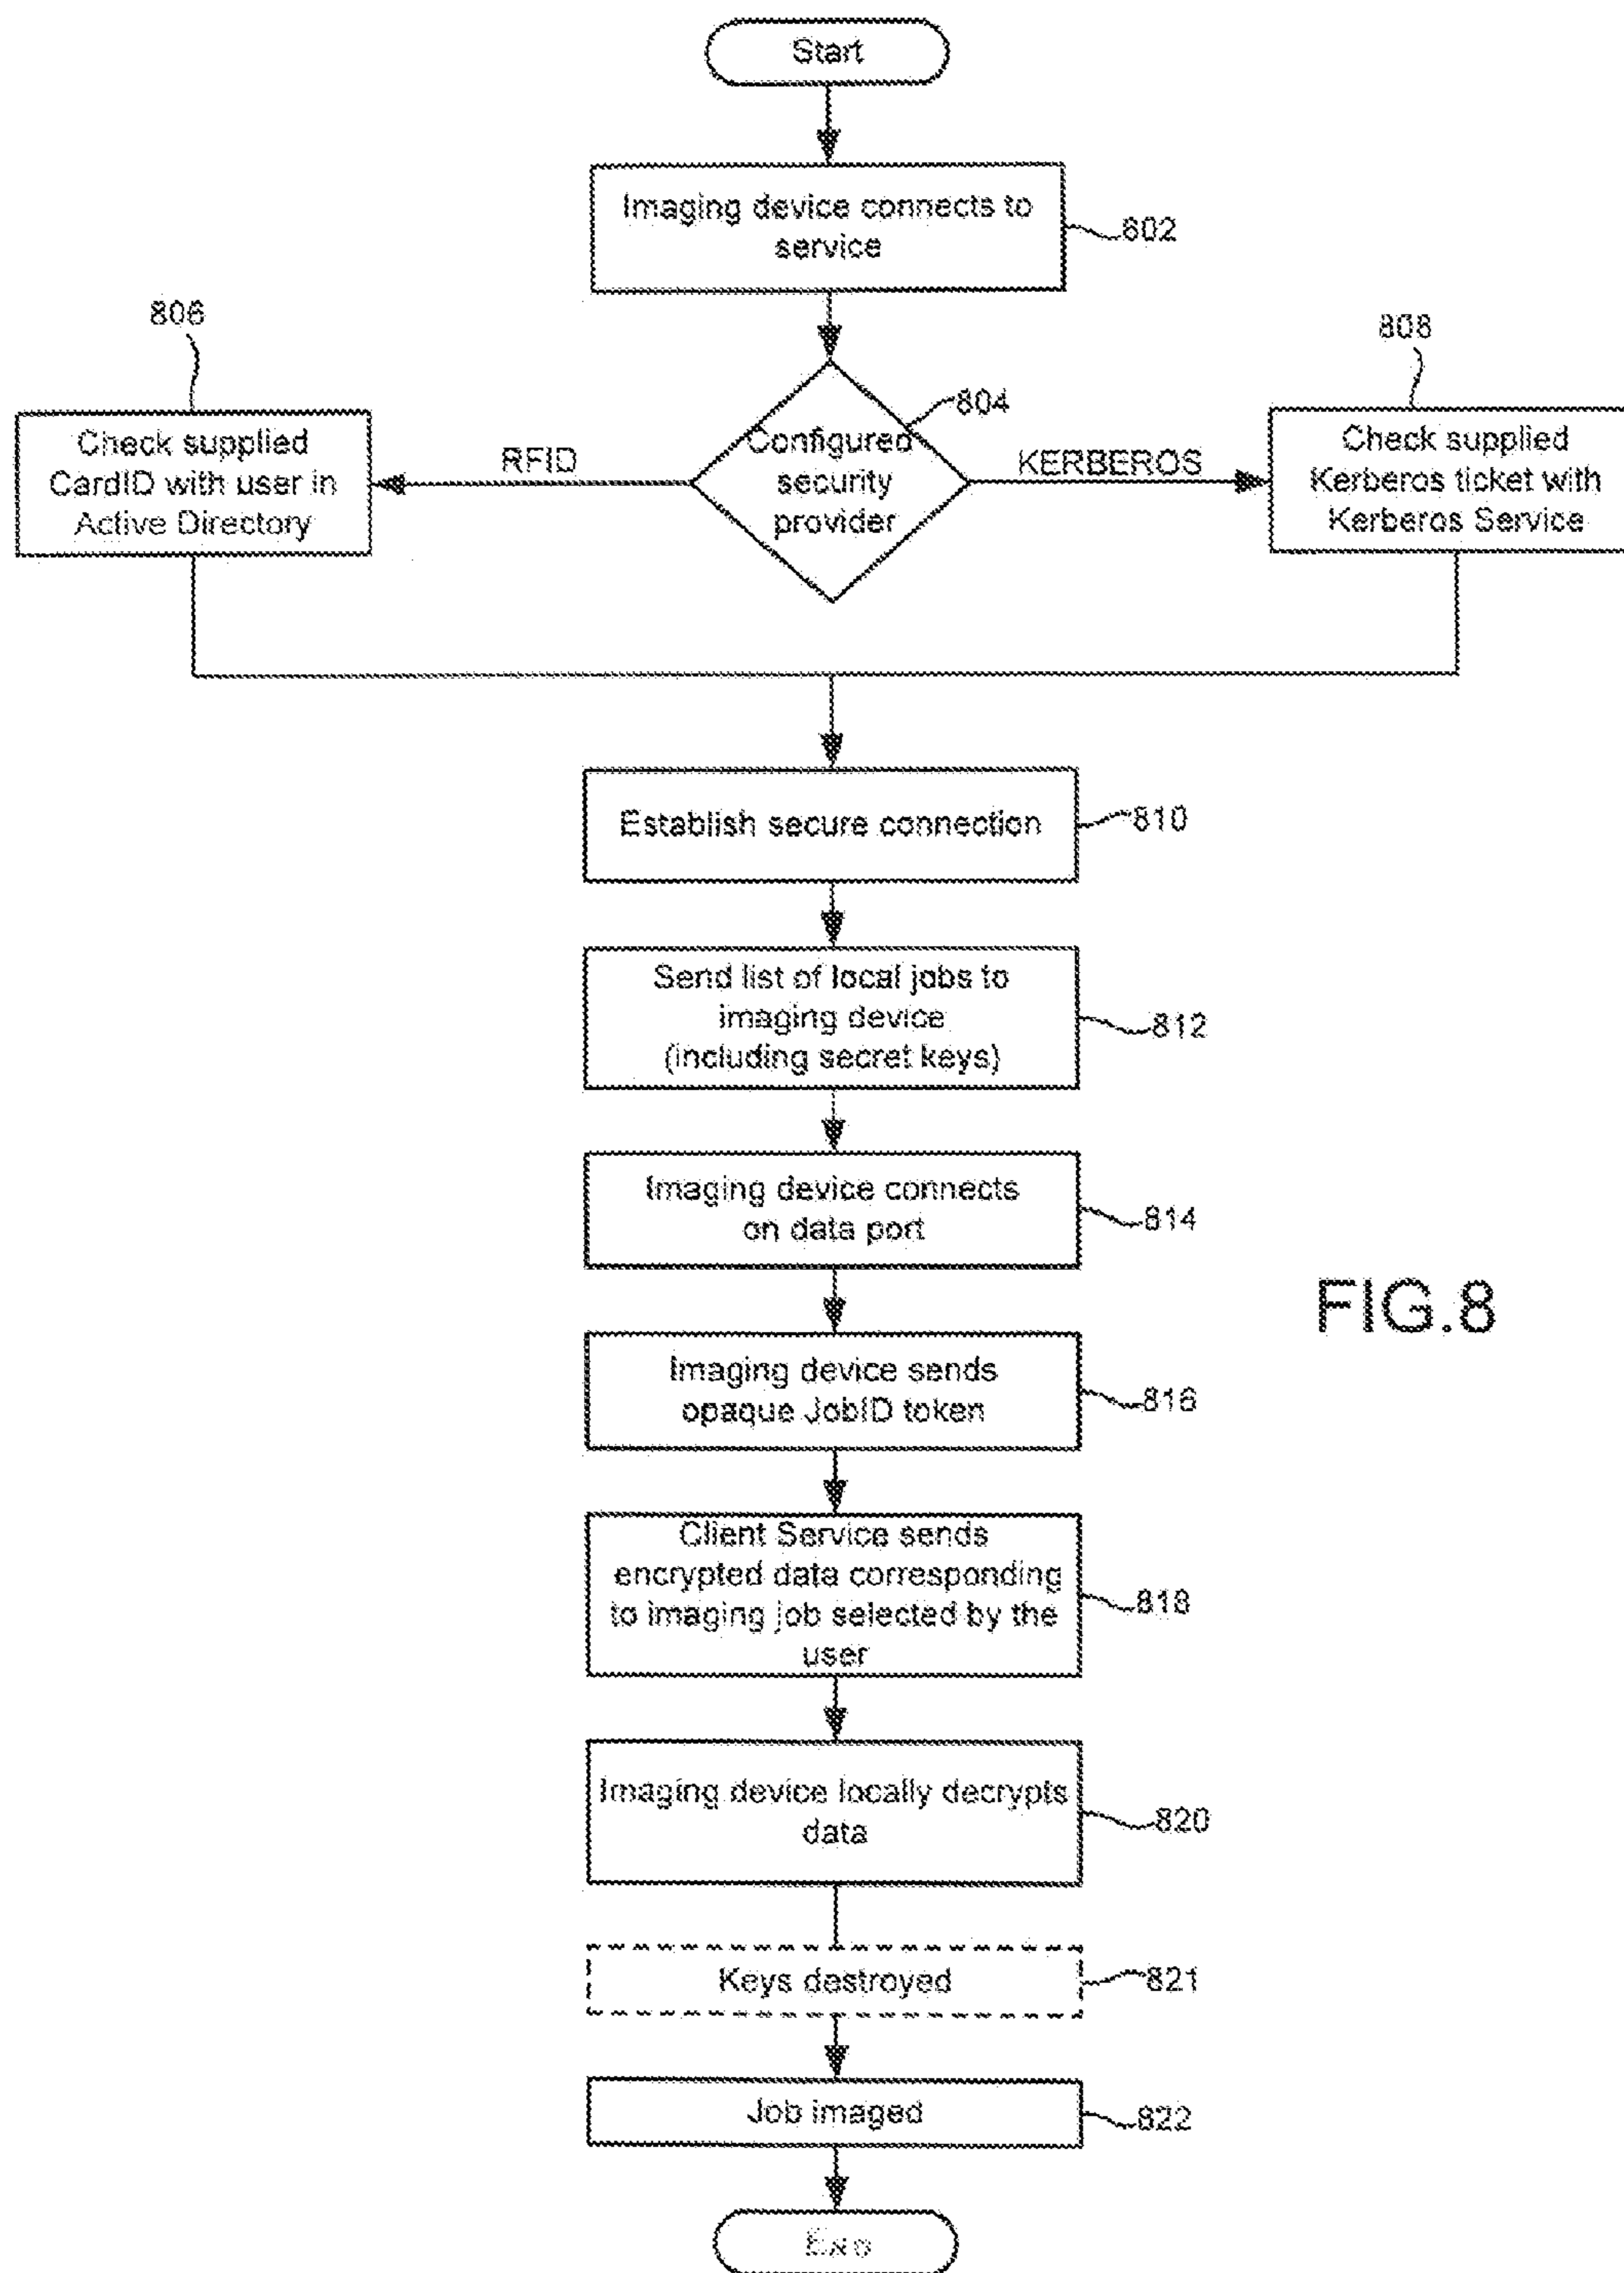 Start
Imaging device connects to
service
802
806
808
804
Check supplied
CardID with user in
Active Directory
RFID
Configured
security
provider
KERBEROS
Check supplied
Kerberos ticket with
Kerberos Service
Establish secure connection
810
Send list of local jobs to
imaging device
(including secret keys)
812
Imaging device connects
on data port
814
FIG.8
Imaging device sends
opaque JobID token
816
Client Service sends
encrypted data corresponding
to imaging job selected by the
user
818
Imaging device locally decrypts
data
820
Keys destroyed
821
Job imaged
822